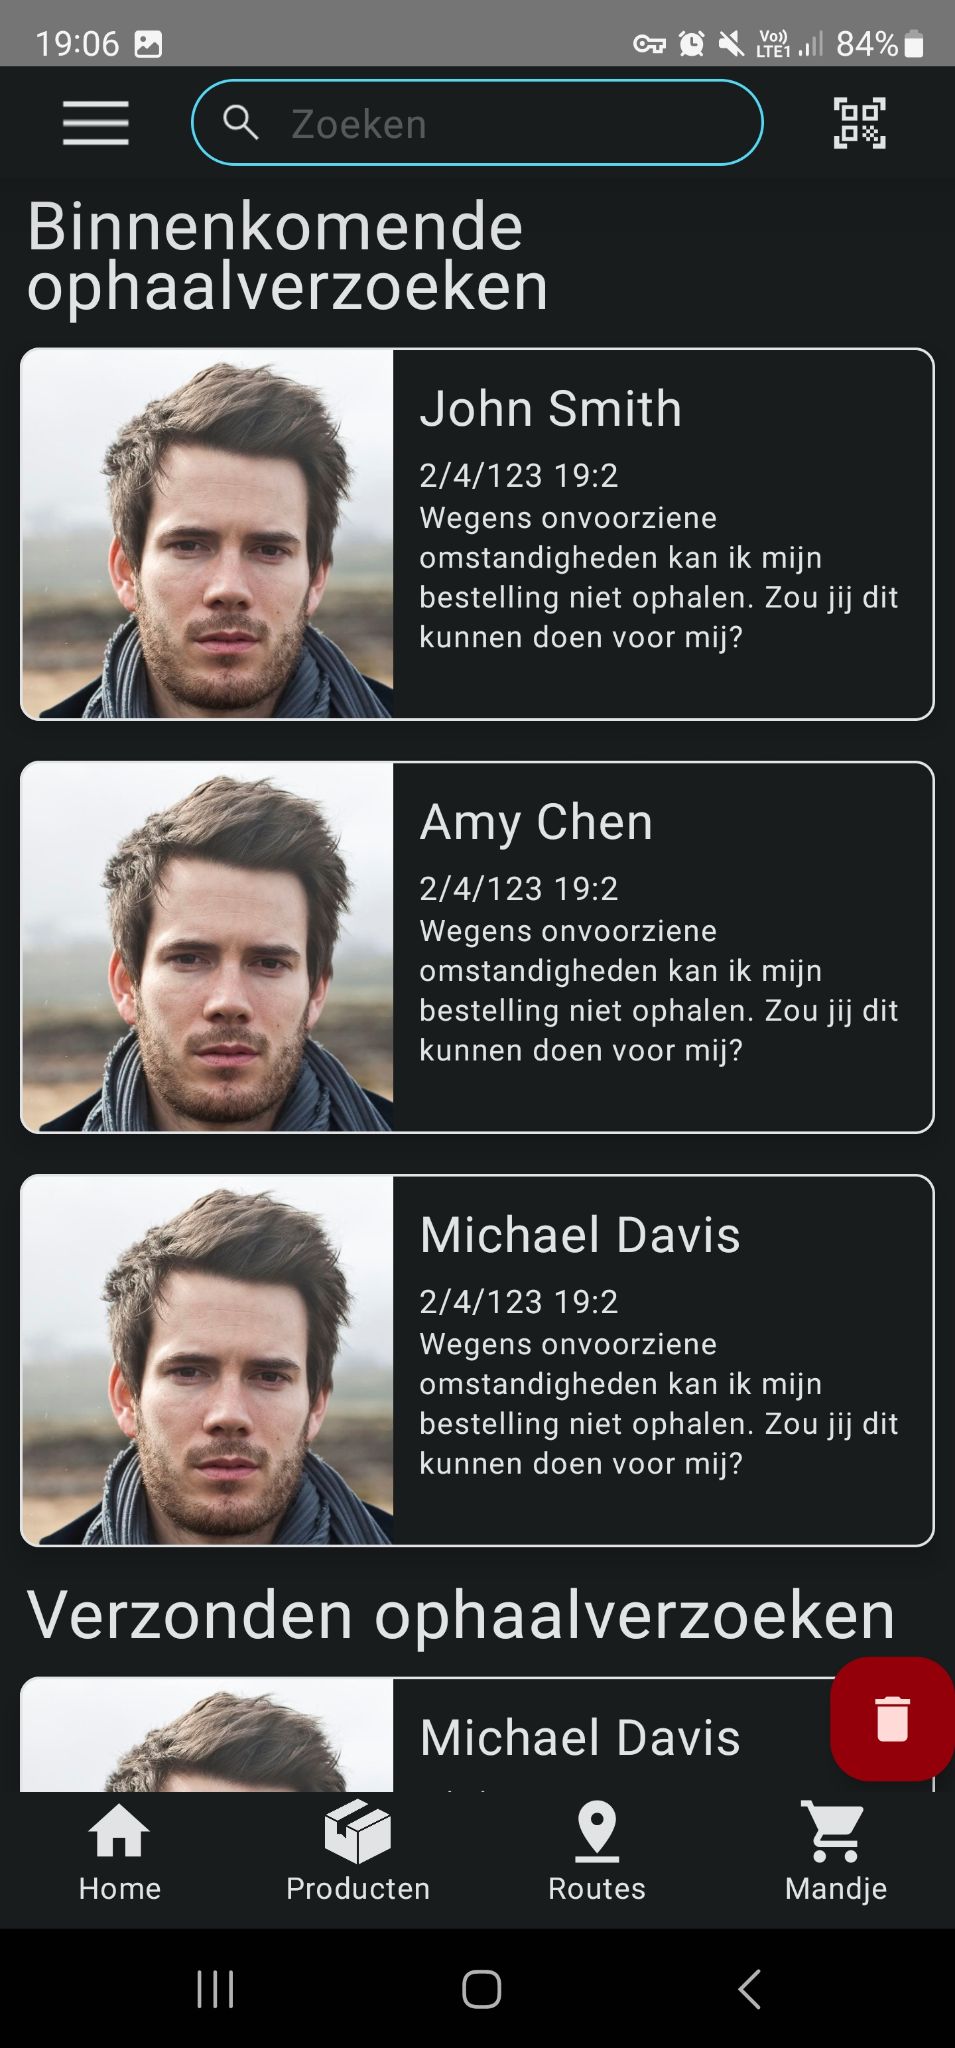 19:06
Vo)) LTE1 84%
Zoeken
Binnenkomende
ophaalverzoeken
John Smith
2/4/123 19:2
Wegens onvoorziene
omstandigheden kan ik mijn
bestelling niet ophalen. Zou jij dit
kunnen doen voor mij?
Amy Chen
2/4/123 19:2
Wegens onvoorziene
omstandigheden kan ik mijn
bestelling niet ophalen. Zou jij dit
kunnen doen voor mij?
Michael Davis
2/4/123 19:2
Wegens onvoorziene
omstandigheden kan ik mijn
bestelling niet ophalen. Zou jij dit
kunnen doen voor mij?
Verzonden ophaalverzoeken
Michael Davis
Home Producten Routes Mandje